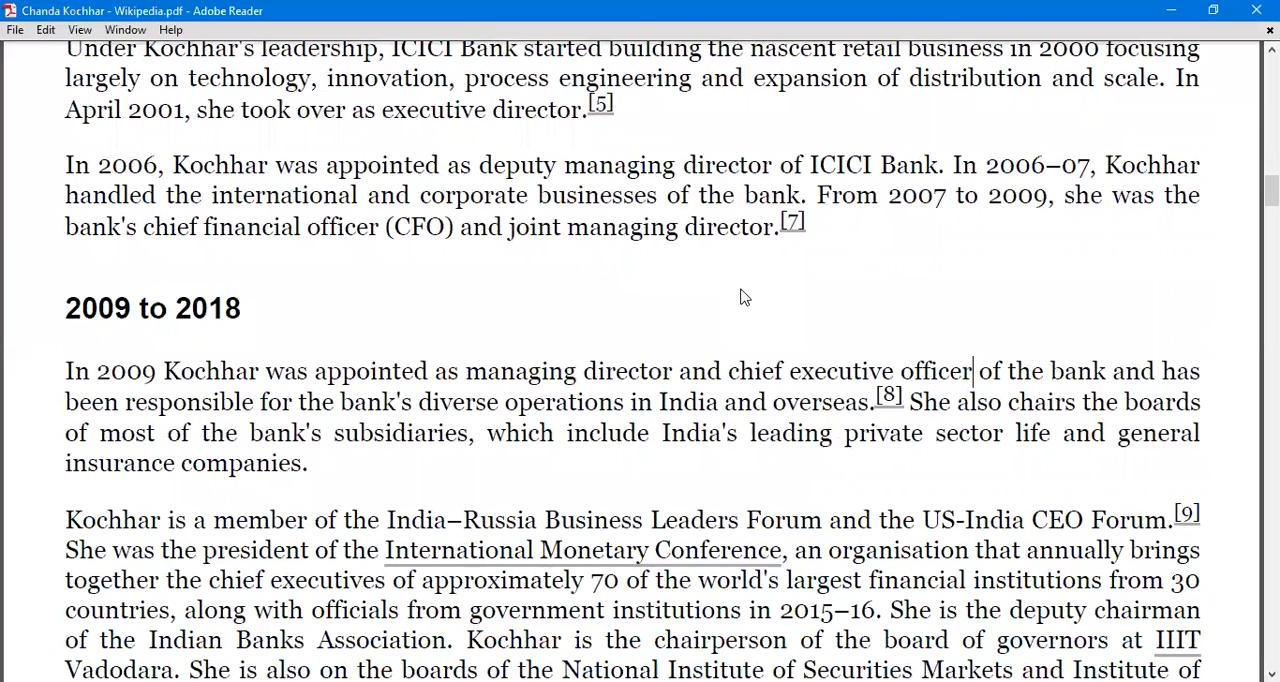 Chanda Kochhar - Wikipedia.pdf - Adobe Reader
File Edit View Window Help
Under Kochhar's leadership, ICICI Bank started building the nascent retail business in 2000 focusing
largely on technology, innovation, process engineering and expansion of distribution and scale. In
April 2001, she took over as executive director.[5]
In 2006, Kochhar was appointed as deputy managing director of ICICI Bank. In 2006–07, Kochhar
handled the international and corporate businesses of the bank. From 2007 to 2009, she was the
bank's chief financial officer (CFO) and joint managing director.[7]
2009 to 2018
In 2009 Kochhar was appointed as managing director and chief executive officer of the bank and has
been responsible for the bank's diverse operations in India and overseas.[8] She also chairs the boards
of most of the bank's subsidiaries, which include India's leading private sector life and general
insurance companies.
Kochhar is a member of the India–Russia Business Leaders Forum and the US-India CEO Forum.[9]
She was the president of the International Monetary Conference, an organisation that annually brings
together the chief executives of approximately 70 of the world's largest financial institutions from 30
countries, along with officials from government institutions in 2015–16. She is the deputy chairman
of the Indian Banks Association. Kochhar is the chairperson of the board of governors at IIIT
Vadodara. She is also on the boards of the National Institute of Securities Markets and Institute of